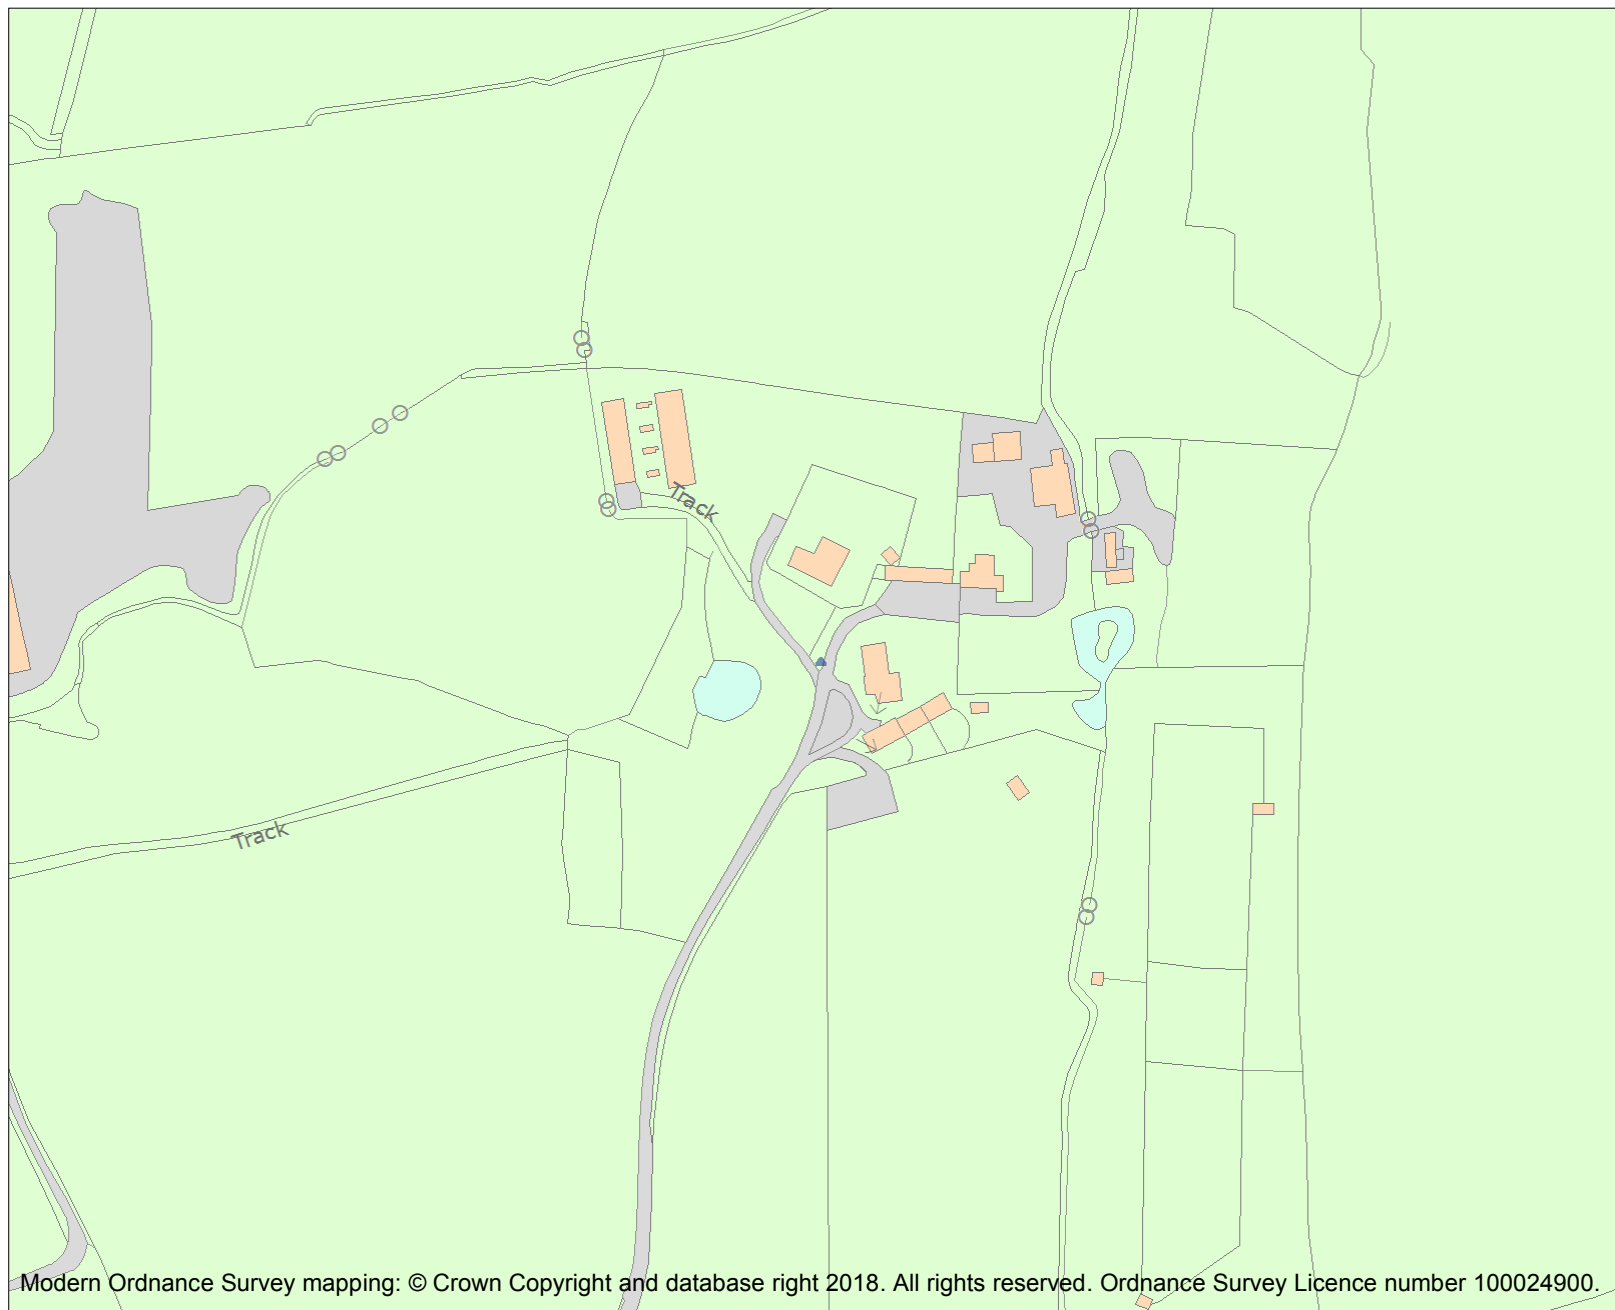 Track
Track
Modern Ordnance Survey mapping: © Crown Copyright and database right 2018. All rights reserved. Ordnance Survey Licence number 100024900.